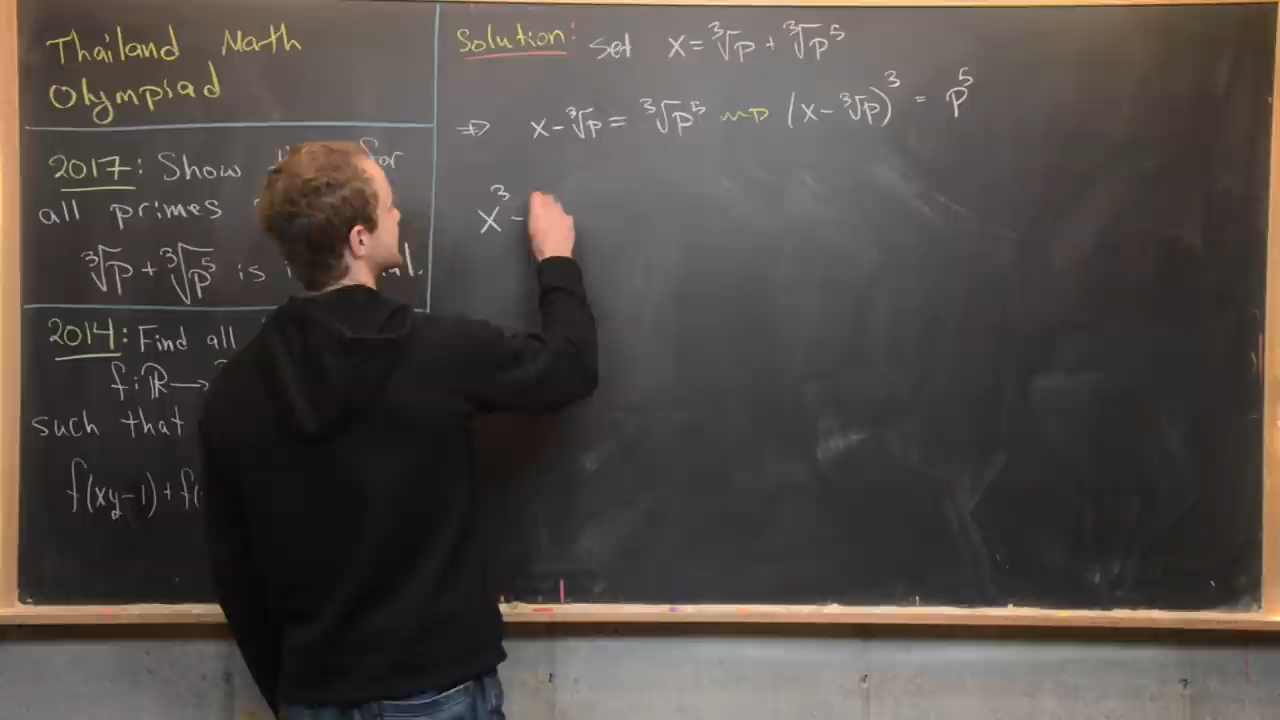 Thailand Math
Olympiad
2017: Show for
all primes
∛p + ∛p⁵ is
2014: Find all
f: ℝ →
such that
f(xy-1) + f(
Solution: set x = ∛p + ∛p⁵
⇒ x - ∛p = ∛p⁵ ⇝ (x - ∛p)³ = p⁵
x³ -